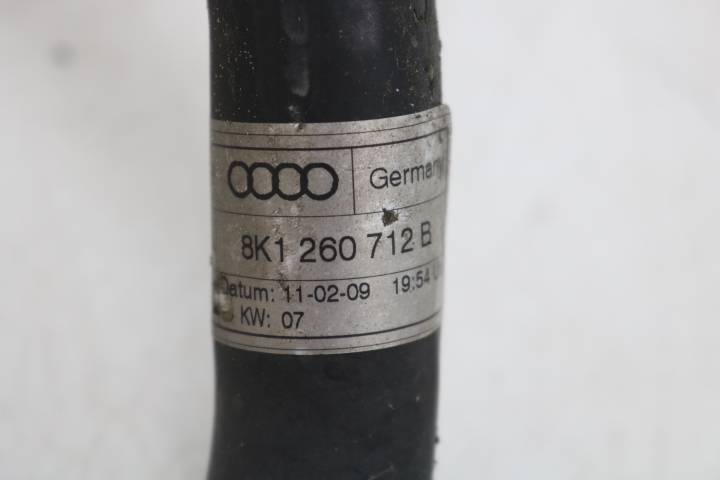 Germany
8K1 260 712 B
Datum: 11-02-09 19:54 U
KW: 07